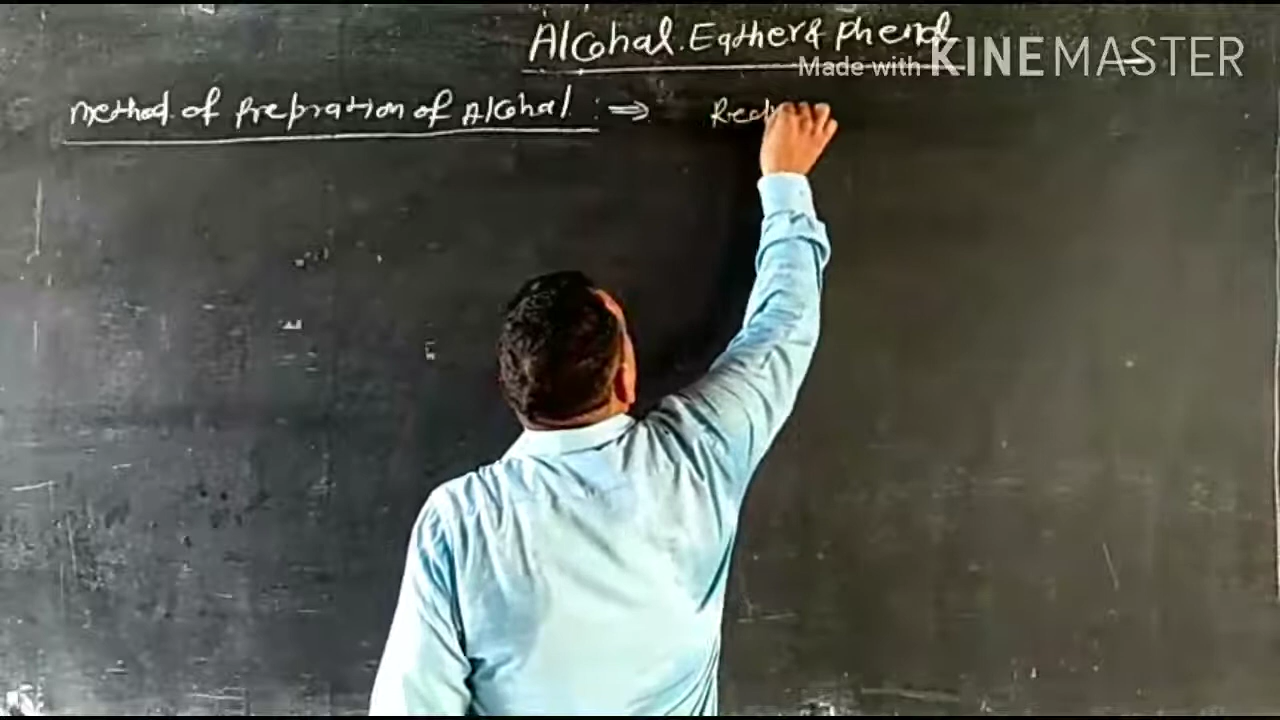 Alcohal. Eather & phenol
Made with KINEMASTER
method of prepration of Alcohal :⇒